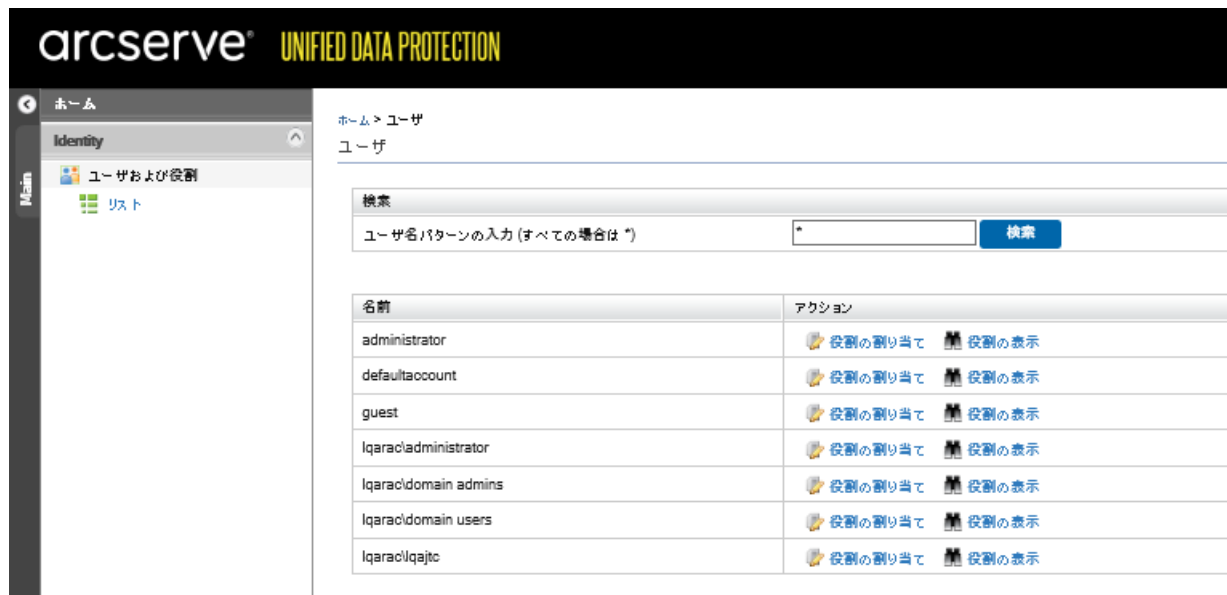 arcserve® UNIFIED DATA PROTECTION
ホーム
Identity
ユーザおよび役割
リスト
Main
ホーム > ユーザ
ユーザ
検索
ユーザ名パターンの入力 (すべての場合は *) * 検索
名前 アクション
administrator 役割の割り当て 役割の表示
defaultaccount 役割の割り当て 役割の表示
guest 役割の割り当て 役割の表示
lqarac\administrator 役割の割り当て 役割の表示
lqarac\domain admins 役割の割り当て 役割の表示
lqarac\domain users 役割の割り当て 役割の表示
lqarac\lqajtc 役割の割り当て 役割の表示